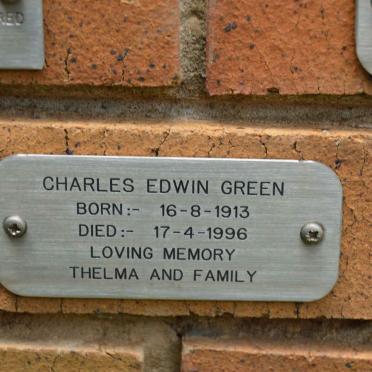 CHARLES EDWIN GREEN
BORN:- 16-8-1913
DIED:- 17-4-1996
LOVING MEMORY
THELMA AND FAMILY